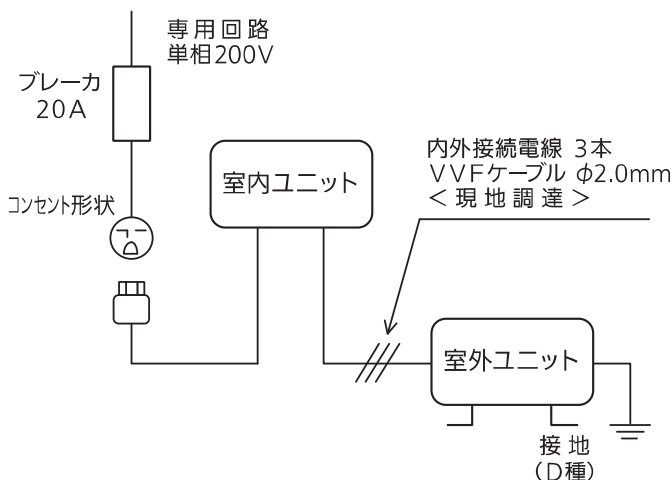 専用回路
単相200V
ブレーカ
20A
コンセント形状
室内ユニット
内外接続電線 3本
VVFケーブル φ2.0mm
<現地調達>
室外ユニット
接地
(D種)